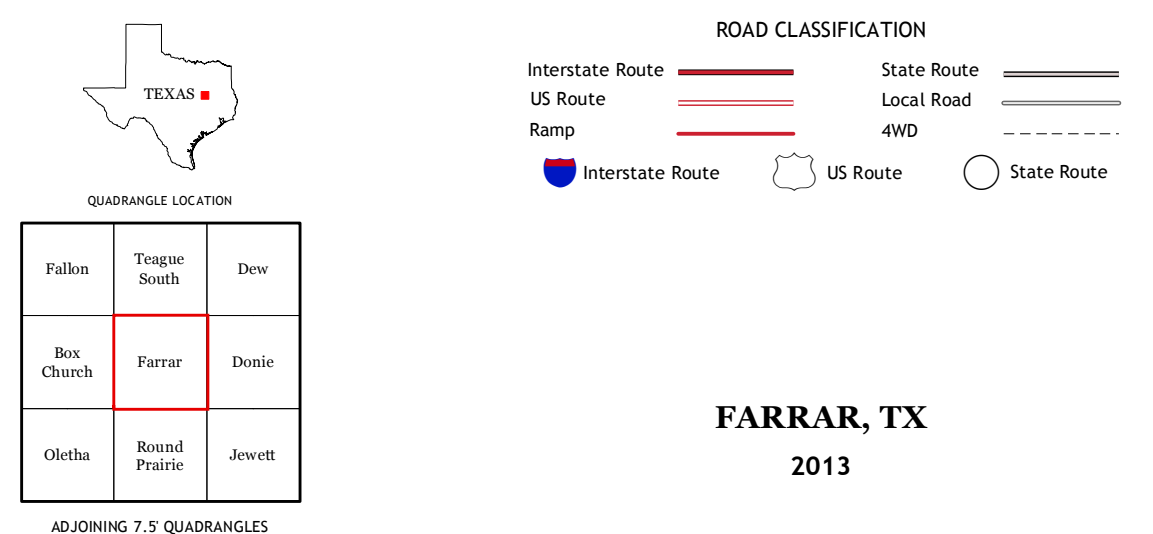 TEXAS
QUADRANGLE LOCATION
Fallon
Teague
South
Dew
Box
Church
Farrar
Donie
Oletha
Round
Prairie
Jewett
ADJOINING 7.5' QUADRANGLES
ROAD CLASSIFICATION
Interstate Route
State Route
US Route
Local Road
Ramp
4WD
Interstate Route
US Route
State Route
FARRAR, TX
2013